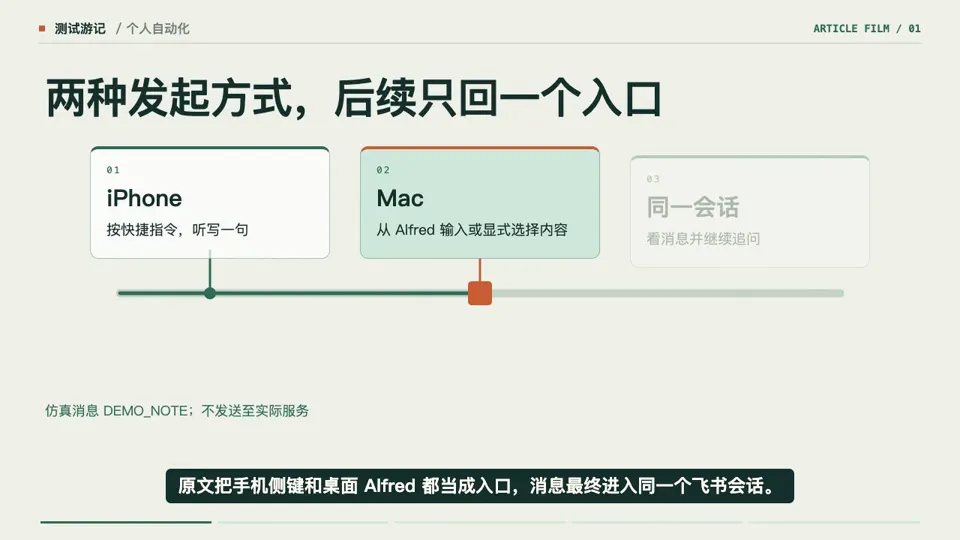 测试游记 / 个人自动化
ARTICLE FILM / 01
两种发起方式，后续只回一个入口
01
iPhone
按快捷指令，听写一句
02
Mac
从 Alfred 输入或显式选择内容
03
同一会话
看消息并继续追问
仿真消息 DEMO_NOTE；不发送至实际服务
原文把手机侧键和桌面 Alfred 都当成入口，消息最终进入同一个飞书会话。